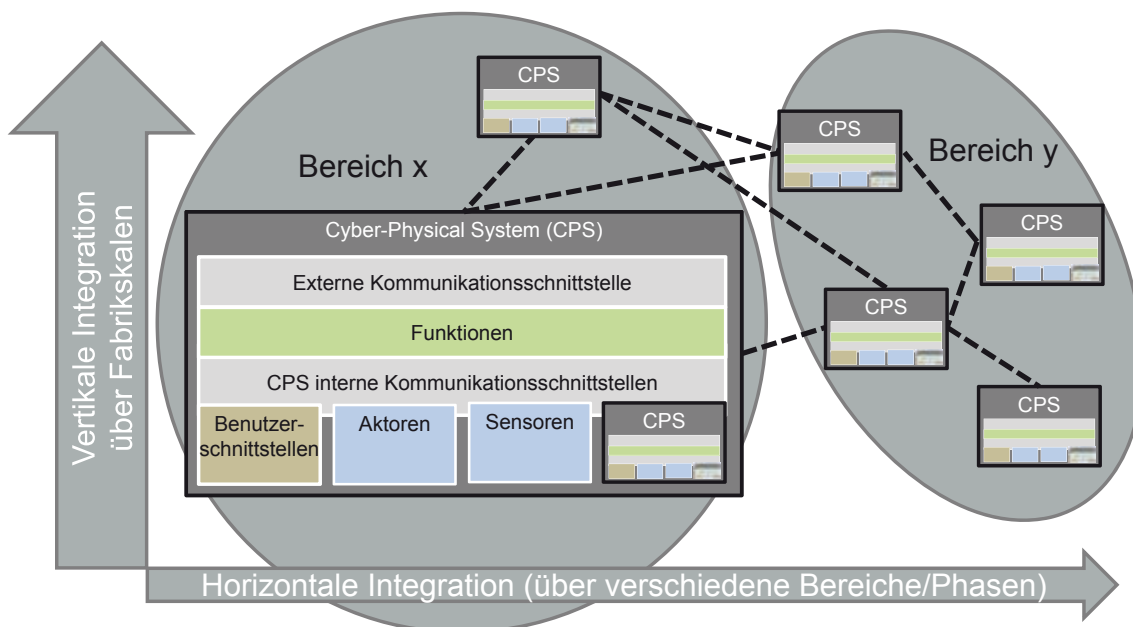 CPS
CPS
Bereich x
Bereich y
Cyber-Physical System (CPS)
CPS
Externe Kommunikationsschnittstelle
CPS
Funktionen
CPS interne Kommunikationsschnittstellen
Benutzer-
schnittstellen
Aktoren
Sensoren
CPS
CPS
Vertikale Integration
über Fabrikskalen
Horizontale Integration (über verschiedene Bereiche/Phasen)